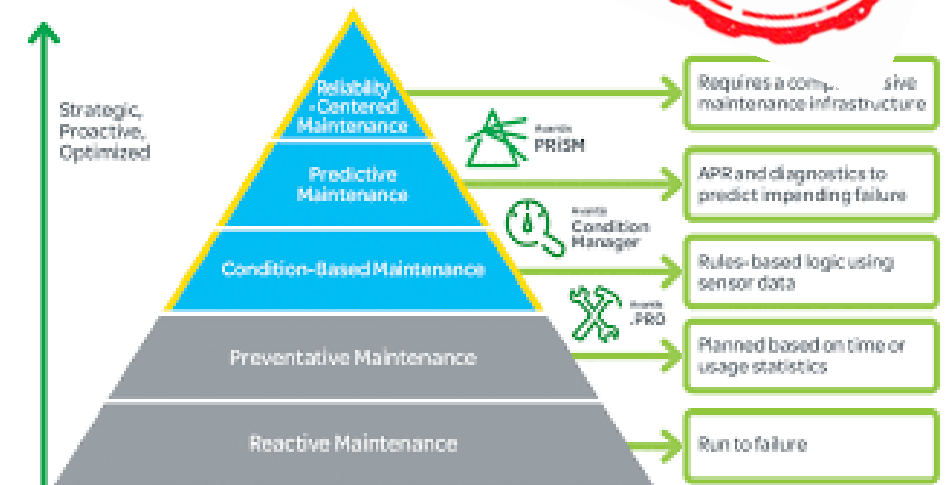 Strategic,
Proactive,
Optimized
Reliability
-Centered
Maintenance
Requires a
maintenance infrastructure
PRiSM
Predictive
Maintenance
APR and diagnostics to
predict impending failure
Condition
Manager
Condition-Based Maintenance
Rules-based logic using
sensor data
.PRO
Preventative Maintenance
Planned based on time or
usage statistics
Reactive Maintenance
Run to failure